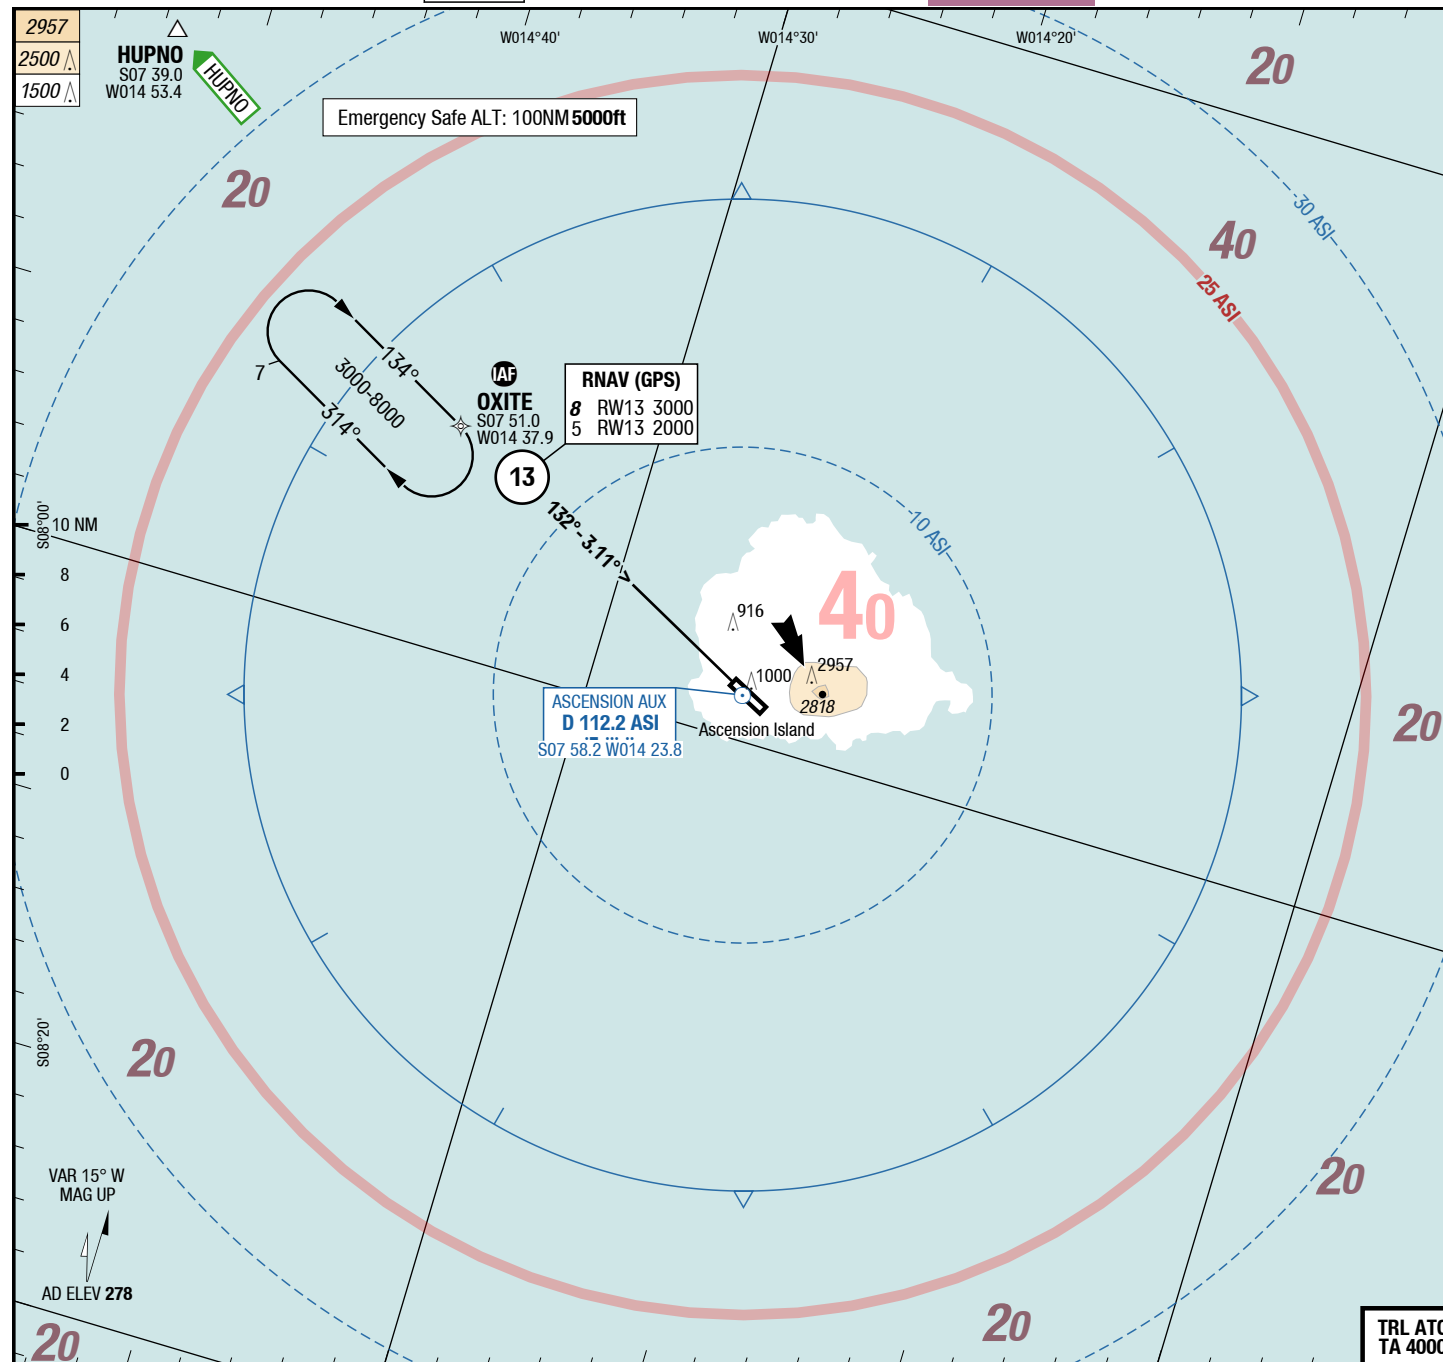 2957
2500
1500
HUPNO
S07 39.0
W014 53.4
HUPNO
W014°40'
W014°30'
W014°20'
Emergency Safe ALT: 100NM 5000ft
20
20
40
30 ASI
25 ASI
134°
3000-8000
314°
7
IAF
OXITE
S07 51.0
W014 37.9
RNAV (GPS)
8 RW13 3000
5 RW13 2000
13
132° - 3.11° >
10 ASI
S08°00'
10 NM
8
6
4
2
0
916
40
1000
2957
2818
ASCENSION AUX
D 112.2 ASI
S07 58.2 W014 23.8
Ascension Island
20
S08°20'
20
20
VAR 15° W
MAG UP
AD ELEV 278
20
20
TRL ATC
TA 4000